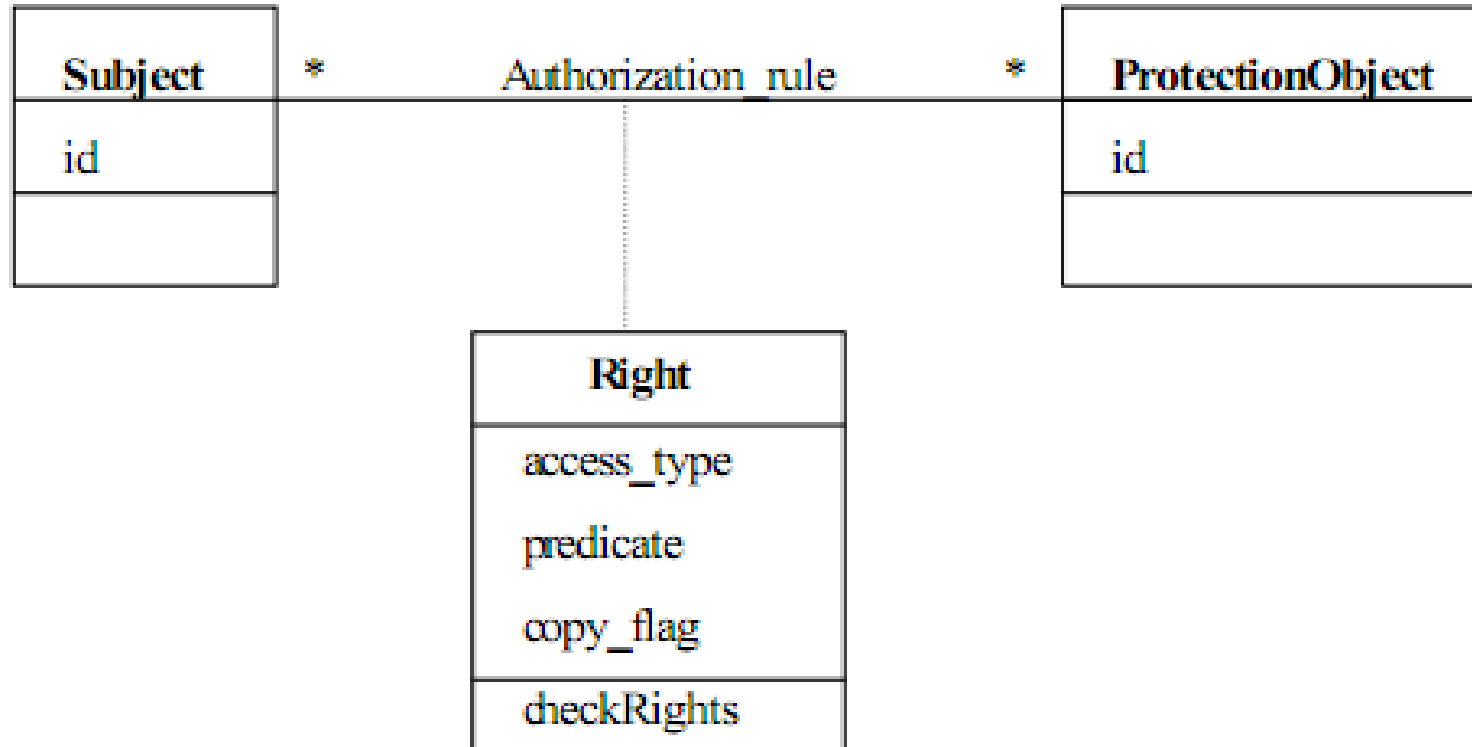 Subject * Authorization_rule * ProtectionObject
id id
Right
access_type
predicate
copy_flag
checkRights